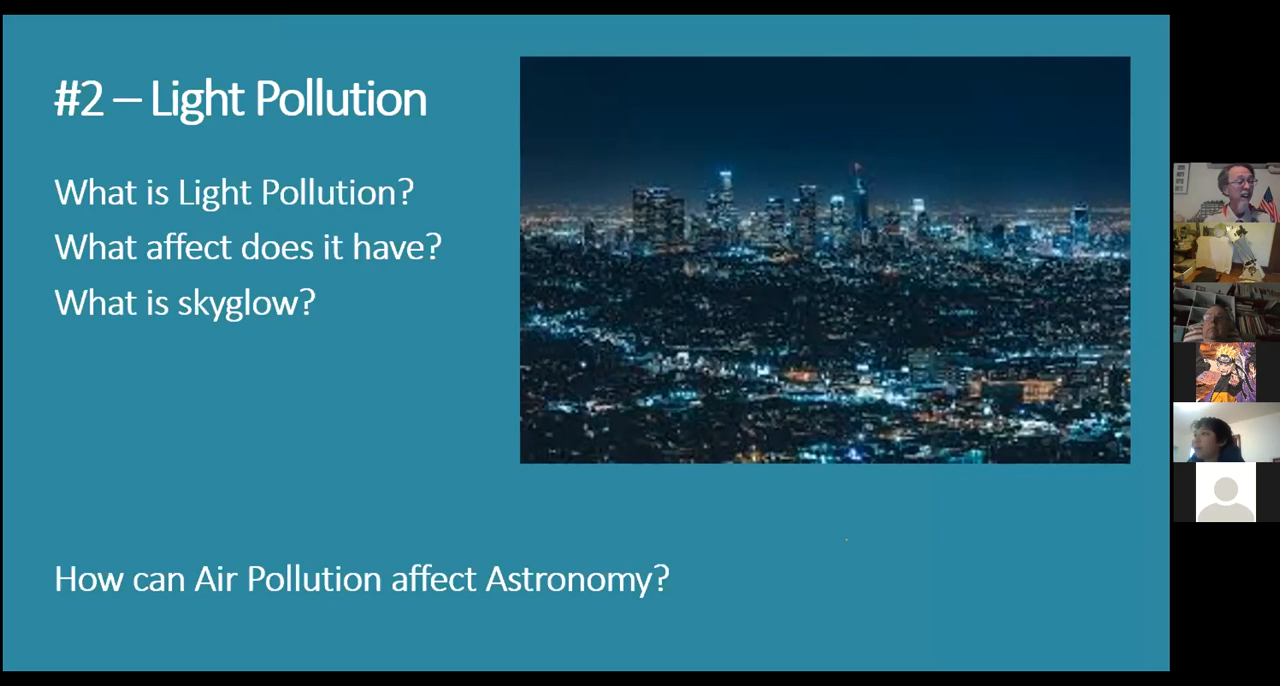 #2 – Light Pollution
What is Light Pollution?
What affect does it have?
What is skyglow?
How can Air Pollution affect Astronomy?